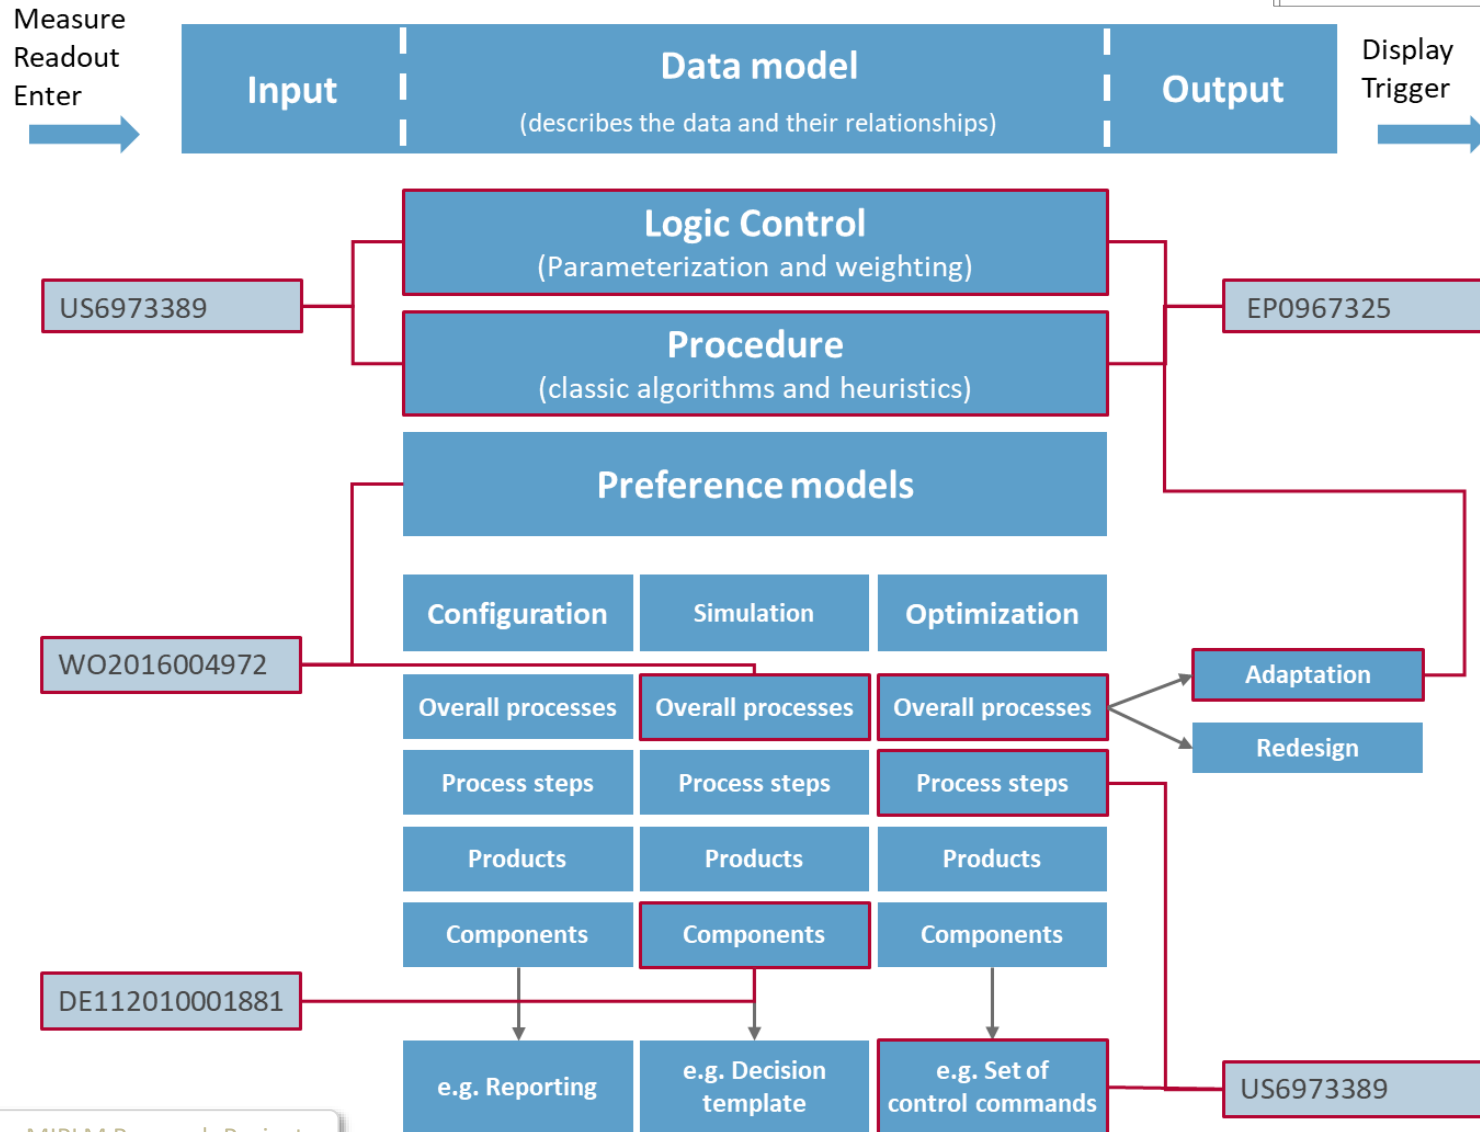 Measure
Readout
Enter
Input
Data model
(describes the data and their relationships)
Output
Display
Trigger
Logic Control
(Parameterization and weighting)
US6973389
EP0967325
Procedure
(classic algorithms and heuristics)
Preference models
Configuration
Simulation
Optimization
WO2016004972
Overall processes
Overall processes
Overall processes
Adaptation
Redesign
Process steps
Process steps
Process steps
Products
Products
Products
Components
Components
Components
DE112010001881
e.g. Reporting
e.g. Decision
template
e.g. Set of
control commands
US6973389